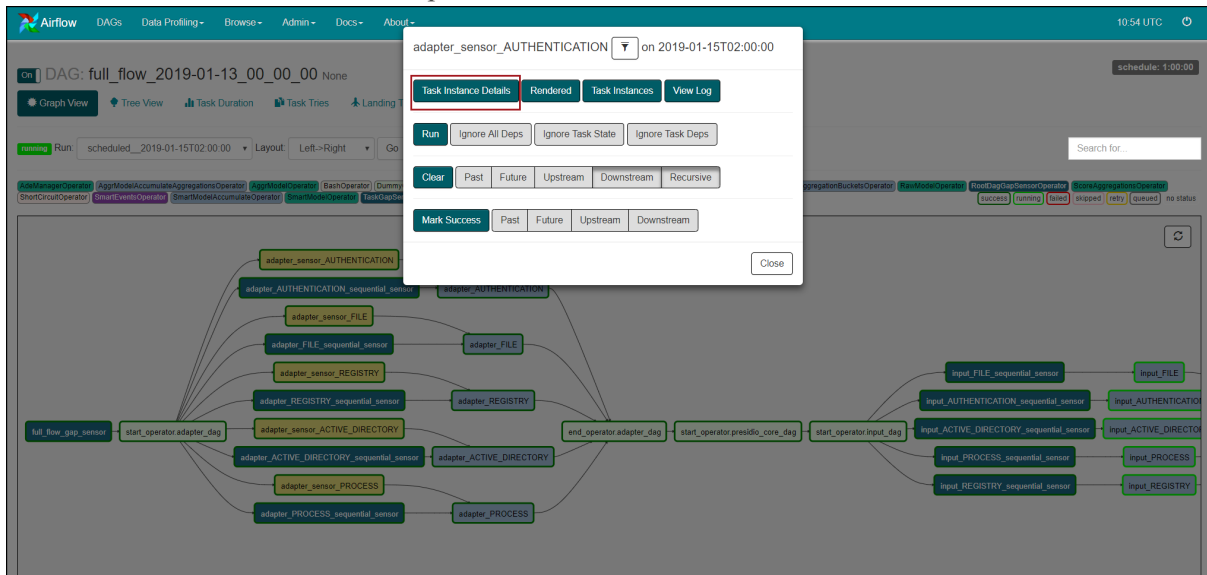 Airflow DAGs Data Profiling Browse Admin Docs About 10:54 UTC
adapter_sensor_AUTHENTICATION on 2019-01-15T02:00:00
On DAG: full_flow_2019-01-13_00_00_00 None schedule: 1:00:00
Task Instance Details Rendered Task Instances View Log
Graph View Tree View Task Duration Task Tries Landing T
Run Ignore All Deps Ignore Task State Ignore Task Deps
running Run: scheduled__2019-01-15T02:00:00 Layout: Left->Right Go Search for...
Clear Past Future Upstream Downstream Recursive
AdeManagerOperator AggrModelAccumulateAggregationsOperator AggrModelOperator BashOperator Dummy ggregationBucketsOperator RawModelOperator RootDagGapSensorOperator ScoreAggregationsOperator
ShortCircuitOperator SmartEventsOperator SmartModelAccumulateOperator SmartModelOperator TaskGapSe success running failed skipped retry queued no status
Mark Success Past Future Upstream Downstream
Close
adapter_sensor_AUTHENTICATION
adapter_AUTHENTICATION_sequential_sensor adapter_AUTHENTICATION
adapter_sensor_FILE
adapter_FILE_sequential_sensor adapter_FILE
adapter_sensor_REGISTRY input_FILE_sequential_sensor input_FILE
adapter_REGISTRY_sequential_sensor adapter_REGISTRY input_AUTHENTICATION_sequential_sensor input_AUTHENTICATIO
full_flow_gap_sensor start_operator.adapter_dag adapter_sensor_ACTIVE_DIRECTORY end_operator.adapter_dag start_operator.presidio_core_dag start_operator.input_dag input_ACTIVE_DIRECTORY_sequential_sensor input_ACTIVE_DIRECTO
adapter_ACTIVE_DIRECTORY_sequential_sensor adapter_ACTIVE_DIRECTORY input_PROCESS_sequential_sensor input_PROCESS
adapter_sensor_PROCESS input_REGISTRY_sequential_sensor input_REGISTRY
adapter_PROCESS_sequential_sensor adapter_PROCESS